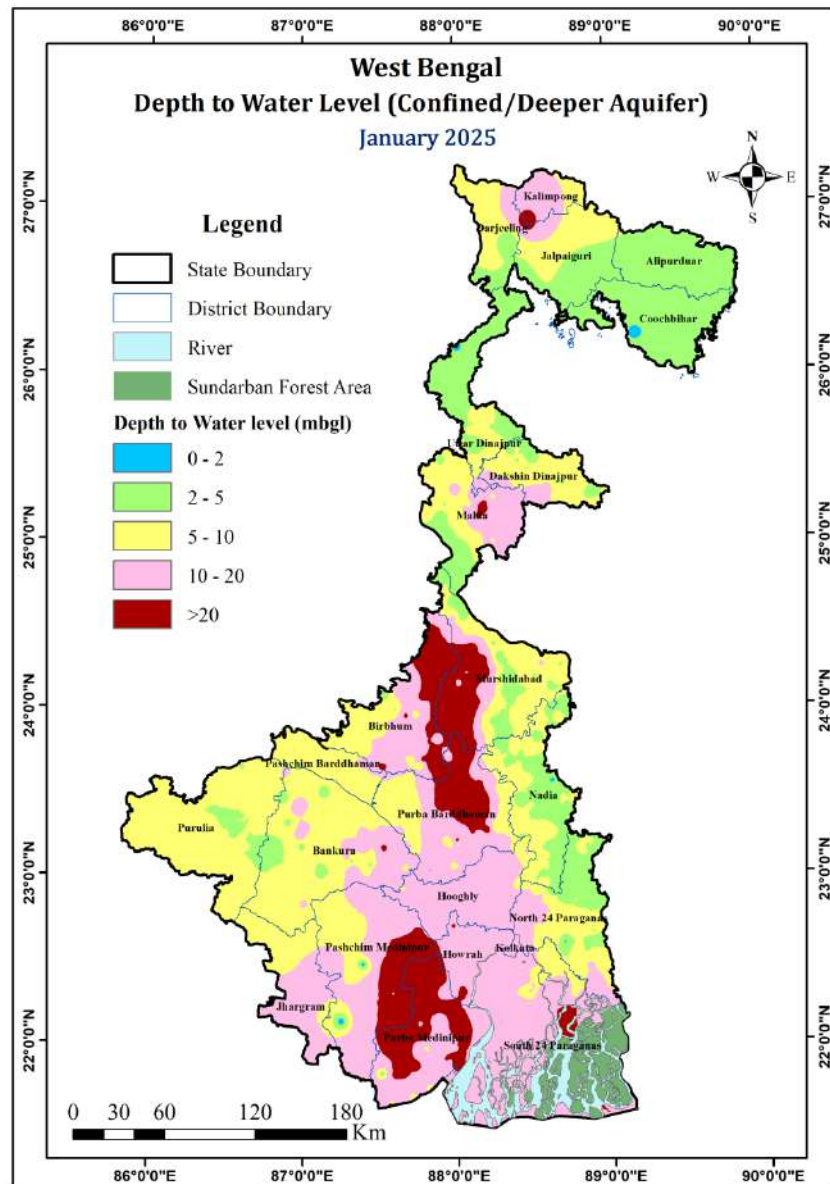 86°0'0"E 87°0'0"E 88°0'0"E 89°0'0"E 90°0'0"E
West Bengal
Depth to Water Level (Confined/Deeper Aquifer)
January 2025
N
W E
S
27°0'0"N 27°0'0"N
Kalimpong
Darjeeling
Jalpaiguri
Alipurduar
Coochbihar
Legend
State Boundary
District Boundary
River
Sundarban Forest Area
Depth to Water level (mbgl)
0 - 2
2 - 5
5 - 10
10 - 20
>20
26°0'0"N 26°0'0"N
Uttar Dinajpur
Dakshin Dinajpur
Malda
25°0'0"N 25°0'0"N
Murshidabad
24°0'0"N 24°0'0"N
Birbhum
Pashchim Barddhaman
Nadia
Purulia
Purba Barddhaman
Bankura
23°0'0"N 23°0'0"N
Hooghly
North 24 Paraganas
Pashchim Medinipur
Howrah
Kolkata
Jhargram
22°0'0"N 22°0'0"N
Purba Medinipur
South 24 Paraganas
0 30 60 120 180
Km
86°0'0"E 87°0'0"E 88°0'0"E 89°0'0"E 90°0'0"E